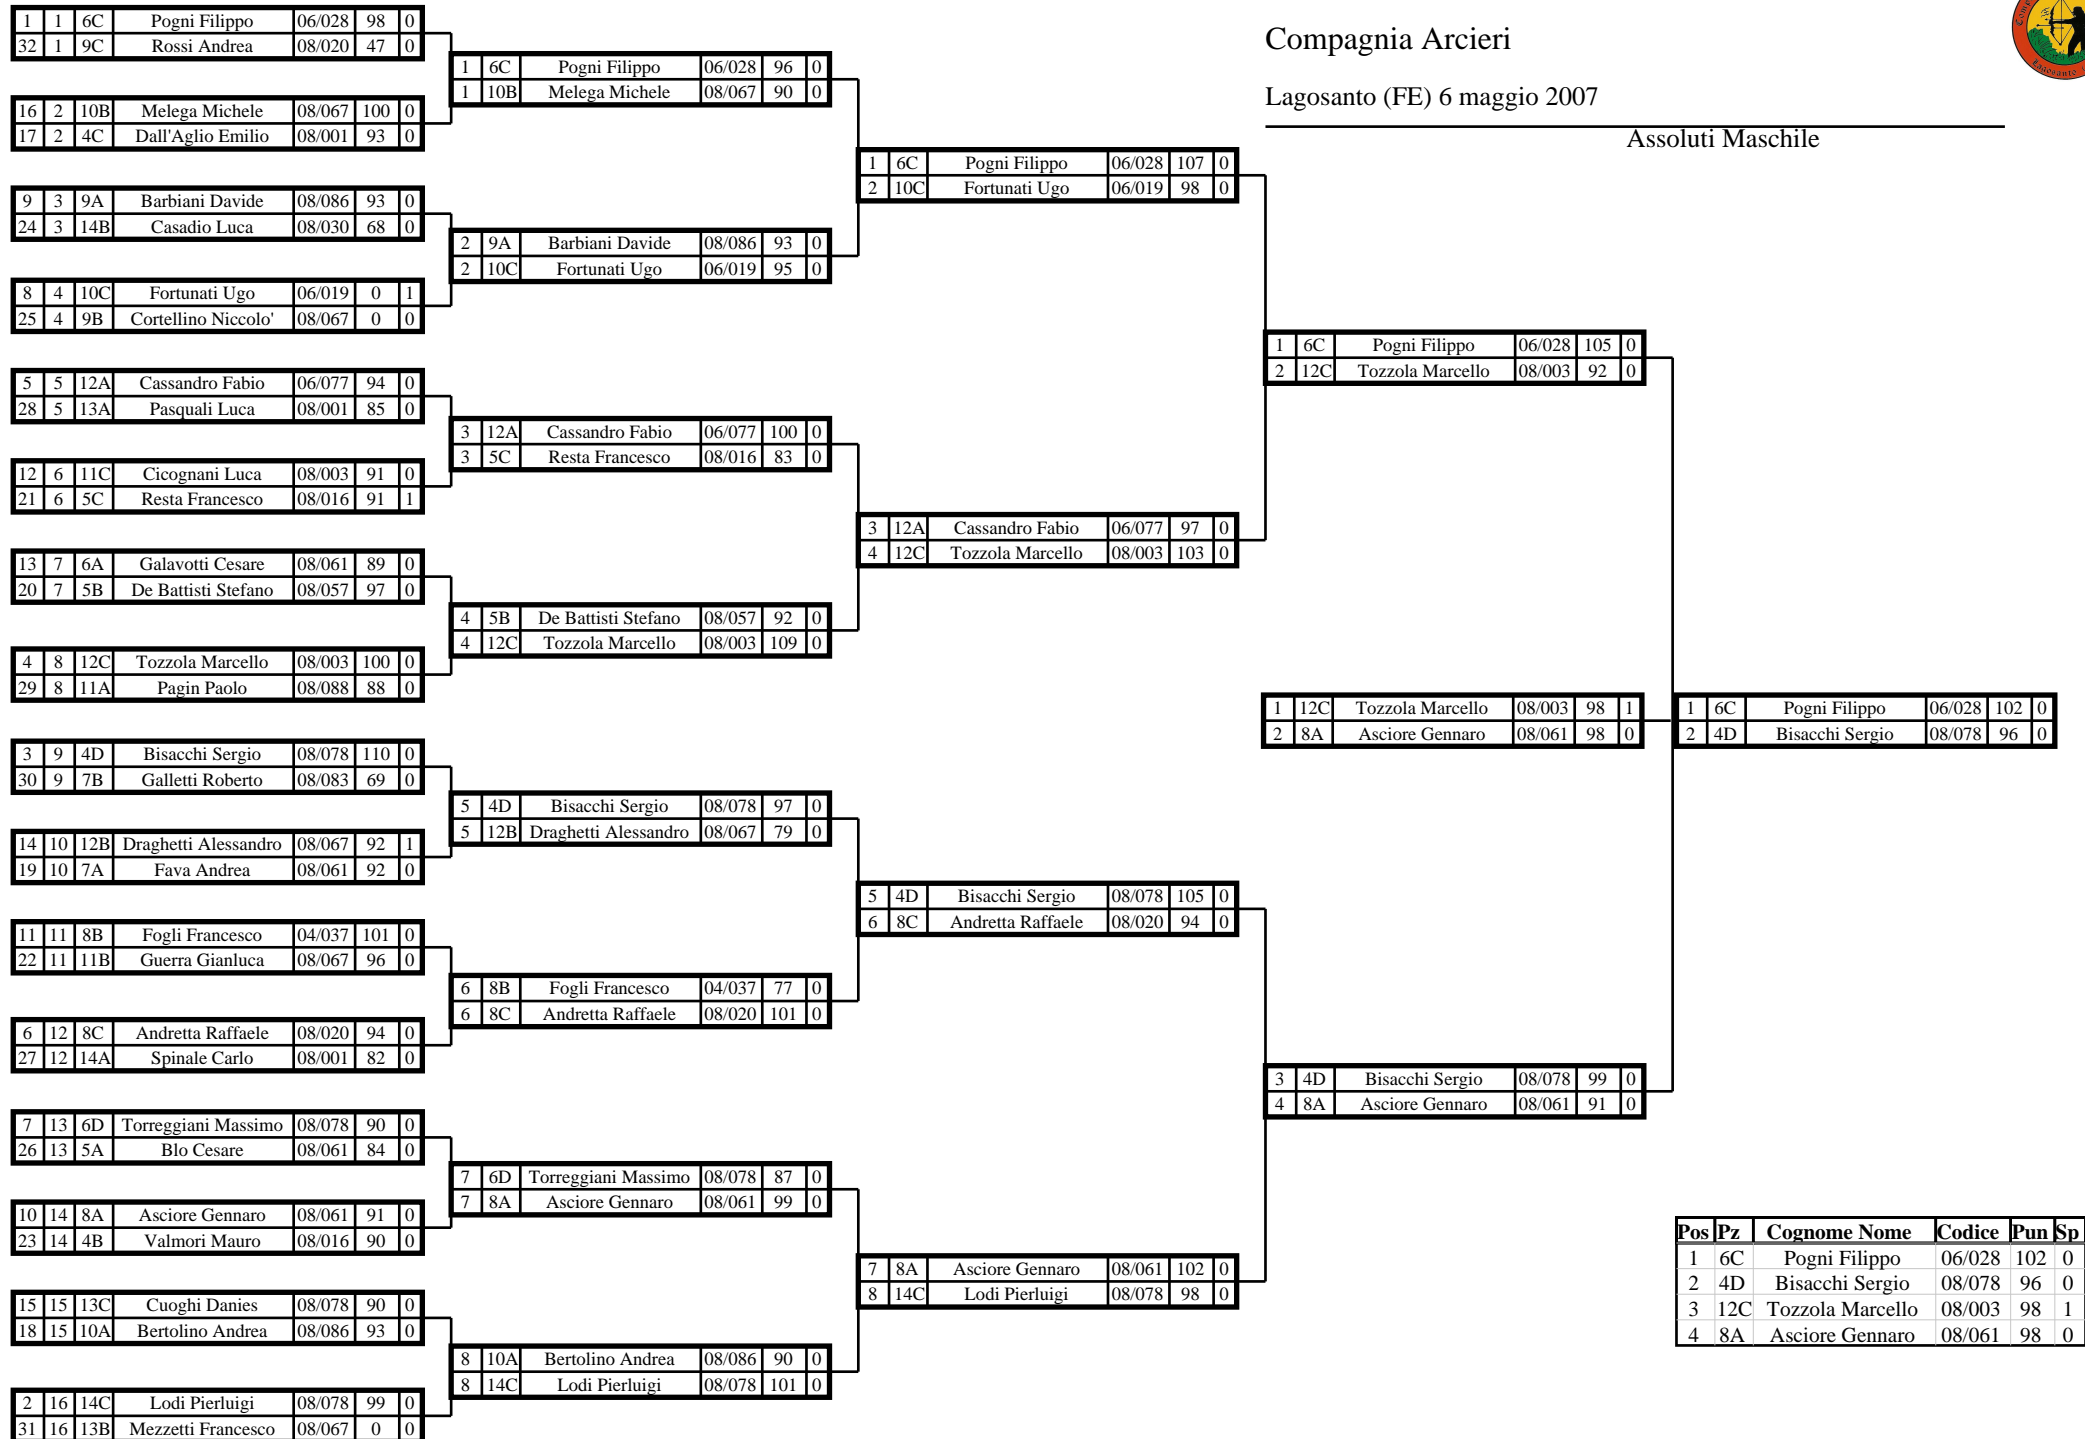 Compagnia Arcieri
Lagosanto (FE) 6 maggio 2007
Assoluti Maschile
1 1 6C Pogni Filippo 06/028 98 0
32 1 9C Rossi Andrea 08/020 47 0
16 2 10B Melega Michele 08/067 100 0
17 2 4C Dall'Aglio Emilio 08/001 93 0
9 3 9A Barbiani Davide 08/086 93 0
24 3 14B Casadio Luca 08/030 68 0
8 4 10C Fortunati Ugo 06/019 0 1
25 4 9B Cortellino Niccolo' 08/067 0 0
5 5 12A Cassandro Fabio 06/077 94 0
28 5 13A Pasquali Luca 08/001 85 0
12 6 11C Cicognani Luca 08/003 91 0
21 6 5C Resta Francesco 08/016 91 1
13 7 6A Galavotti Cesare 08/061 89 0
20 7 5B De Battisti Stefano 08/057 97 0
4 8 12C Tozzola Marcello 08/003 100 0
29 8 11A Pagin Paolo 08/088 88 0
3 9 4D Bisacchi Sergio 08/078 110 0
30 9 7B Galletti Roberto 08/083 69 0
14 10 12B Draghetti Alessandro 08/067 92 1
19 10 7A Fava Andrea 08/061 92 0
11 11 8B Fogli Francesco 04/037 101 0
22 11 11B Guerra Gianluca 08/067 96 0
6 12 8C Andretta Raffaele 08/020 94 0
27 12 14A Spinale Carlo 08/001 82 0
7 13 6D Torreggiani Massimo 08/078 90 0
26 13 5A Blo Cesare 08/061 84 0
10 14 8A Asciore Gennaro 08/061 91 0
23 14 4B Valmori Mauro 08/016 90 0
15 15 13C Cuoghi Danies 08/078 90 0
18 15 10A Bertolino Andrea 08/086 93 0
2 16 14C Lodi Pierluigi 08/078 99 0
31 16 13B Mezzetti Francesco 08/067 0 0
1 6C Pogni Filippo 06/028 96 0
1 10B Melega Michele 08/067 90 0
2 9A Barbiani Davide 08/086 93 0
2 10C Fortunati Ugo 06/019 95 0
3 12A Cassandro Fabio 06/077 100 0
3 5C Resta Francesco 08/016 83 0
4 5B De Battisti Stefano 08/057 92 0
4 12C Tozzola Marcello 08/003 109 0
5 4D Bisacchi Sergio 08/078 97 0
5 12B Draghetti Alessandro 08/067 79 0
6 8B Fogli Francesco 04/037 77 0
6 8C Andretta Raffaele 08/020 101 0
7 6D Torreggiani Massimo 08/078 87 0
7 8A Asciore Gennaro 08/061 99 0
8 10A Bertolino Andrea 08/086 90 0
8 14C Lodi Pierluigi 08/078 101 0
1 6C Pogni Filippo 06/028 107 0
2 10C Fortunati Ugo 06/019 98 0
3 12A Cassandro Fabio 06/077 97 0
4 12C Tozzola Marcello 08/003 103 0
5 4D Bisacchi Sergio 08/078 105 0
6 8C Andretta Raffaele 08/020 94 0
7 8A Asciore Gennaro 08/061 102 0
8 14C Lodi Pierluigi 08/078 98 0
1 6C Pogni Filippo 06/028 105 0
2 12C Tozzola Marcello 08/003 92 0
1 12C Tozzola Marcello 08/003 98 1
2 8A Asciore Gennaro 08/061 98 0
3 4D Bisacchi Sergio 08/078 99 0
4 8A Asciore Gennaro 08/061 91 0
1 6C Pogni Filippo 06/028 102 0
2 4D Bisacchi Sergio 08/078 96 0
Pos Pz Cognome Nome Codice Pun Sp
1 6C Pogni Filippo 06/028 102 0
2 4D Bisacchi Sergio 08/078 96 0
3 12C Tozzola Marcello 08/003 98 1
4 8A Asciore Gennaro 08/061 98 0